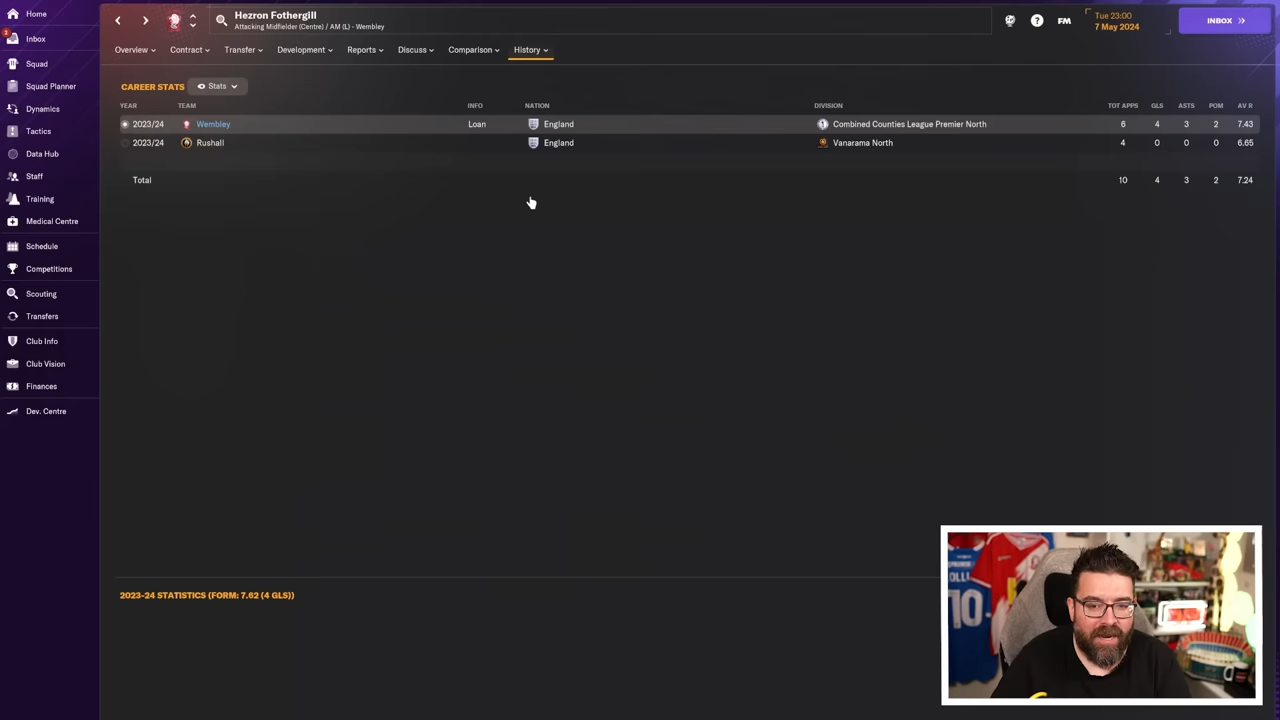 Home
Inbox
Squad
Squad Planner
Dynamics
Tactics
Data Hub
Staff
Training
Medical Centre
Schedule
Competitions
Scouting
Transfers
Club Info
Club Vision
Finances
Dev. Centre
Hezron Fothergill
Attacking Midfielder (Centre) / AM (L) - Wembley
FM
Tue 23:00
7 May 2024
INBOX
Overview Contract Transfer Development Reports Discuss Comparison History
CAREER STATS Stats
YEAR TEAM INFO NATION DIVISION TOT APPS GLS ASTS POM AV R
2023/24 Wembley Loan England Combined Counties League Premier North 6 4 3 2 7.43
2023/24 Rushall England Vanarama North 4 0 0 0 6.65
Total 10 4 3 2 7.24
2023-24 STATISTICS (FORM: 7.62 (4 GLS))
10